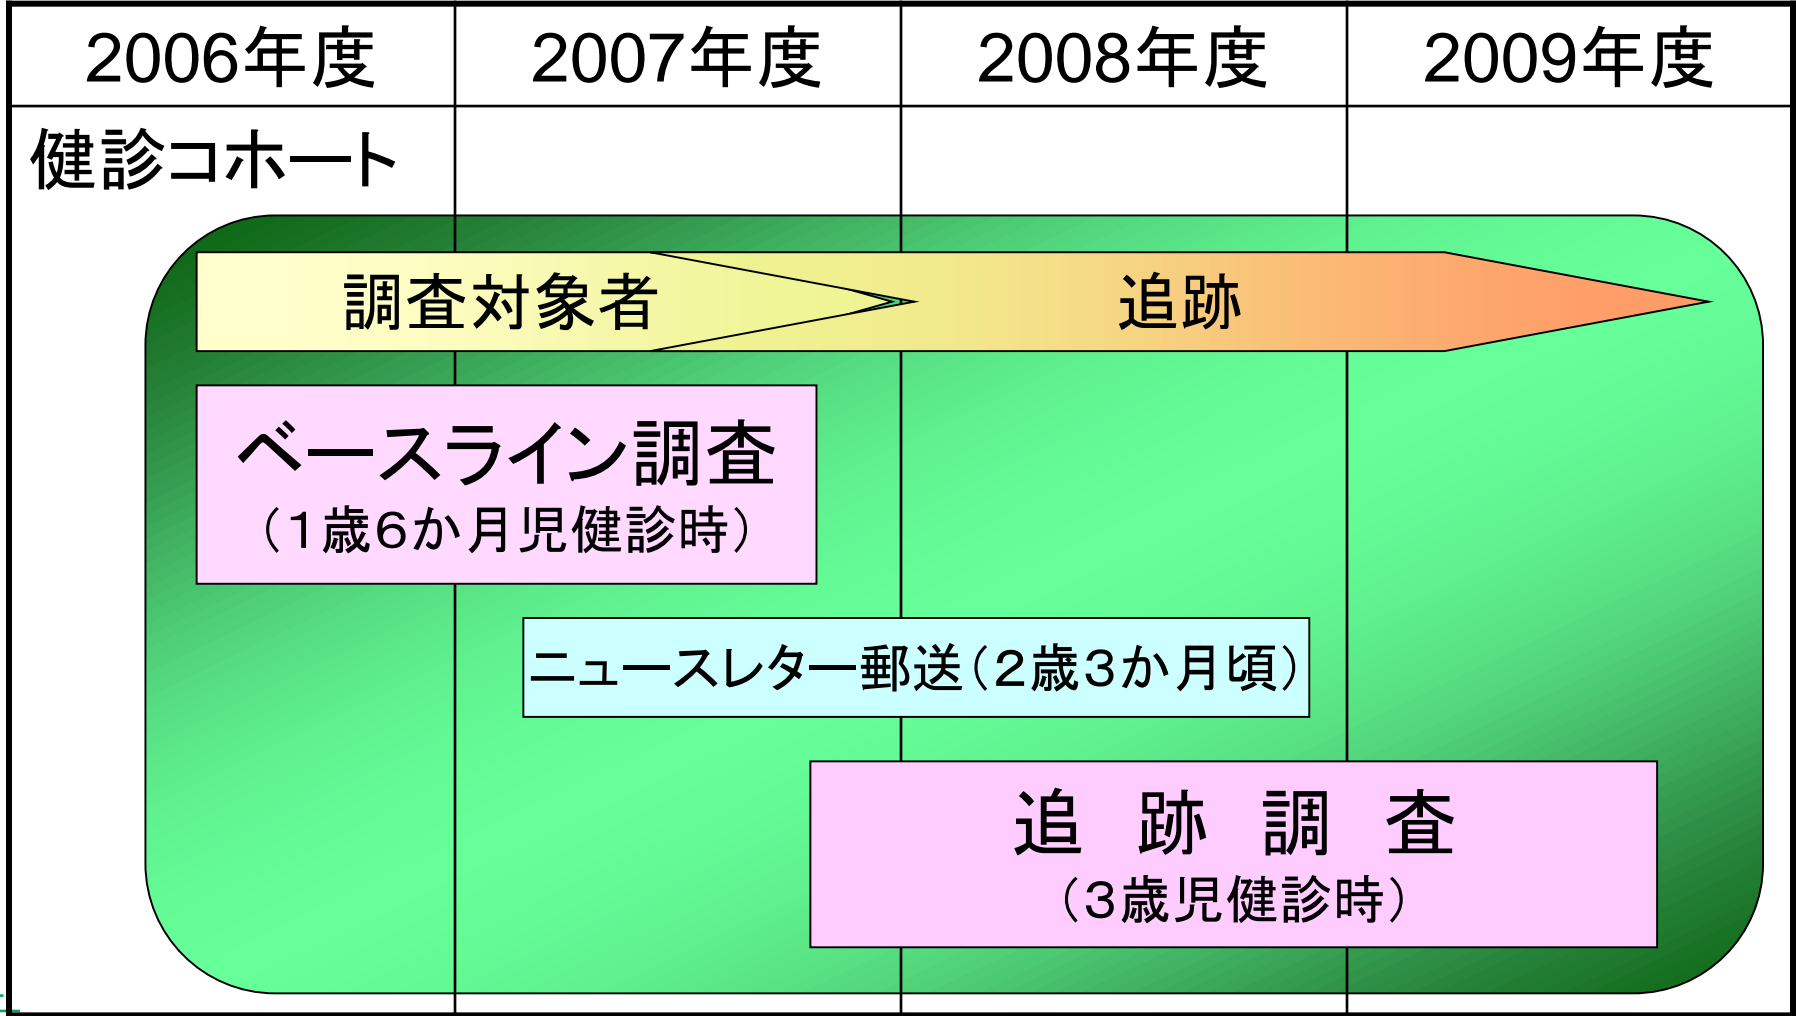 2006年度 2007年度 2008年度 2009年度
健診コホート
調査対象者 追跡
ベースライン調査
（1歳6か月児健診時）
ニュースレター郵送（2歳3か月頃）
追 跡 調 査
（3歳児健診時）